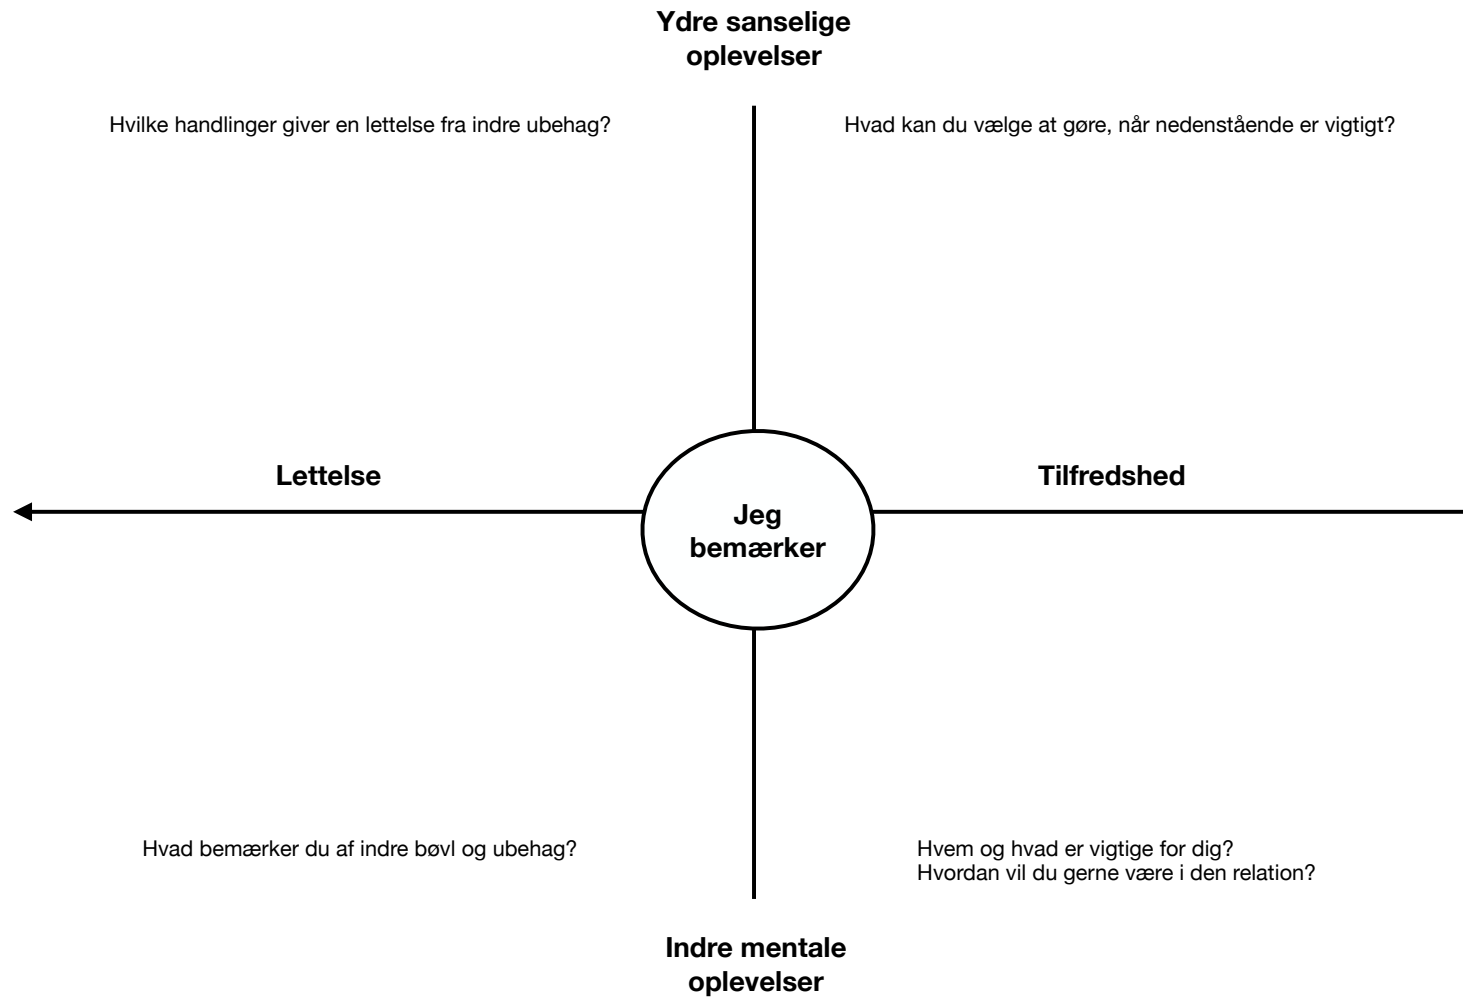 Ydre sanselige
oplevelser
Hvilke handlinger giver en lettelse fra indre ubehag?
Hvad kan du vælge at gøre, når nedenstående er vigtigt?
Lettelse
Tilfredshed
Jeg
bemærker
Hvad bemærker du af indre bøvl og ubehag?
Hvem og hvad er vigtige for dig?
Hvordan vil du gerne være i den relation?
Indre mentale
oplevelser